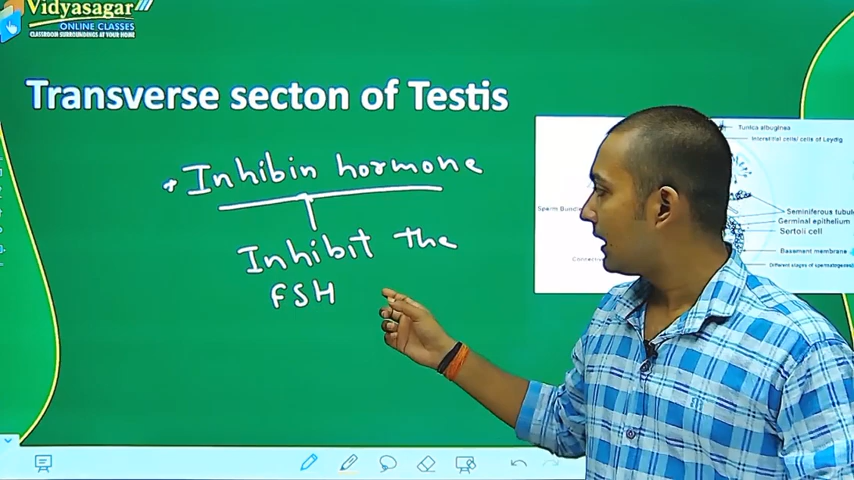 Vidyasagar
ONLINE CLASSES
CLASSROOM SURROUNDINGS AT YOUR HOME
Transverse secton of Testis
Inhibin hormone
Inhibit the
FSH
Tunica albuginea
Interstitial cells/ cells of Leydig
Sperm Bundle
Seminiferous tubul
Germinal epithelium
Sertoli cell
Basement membrane
Different stages of spermatogenesis